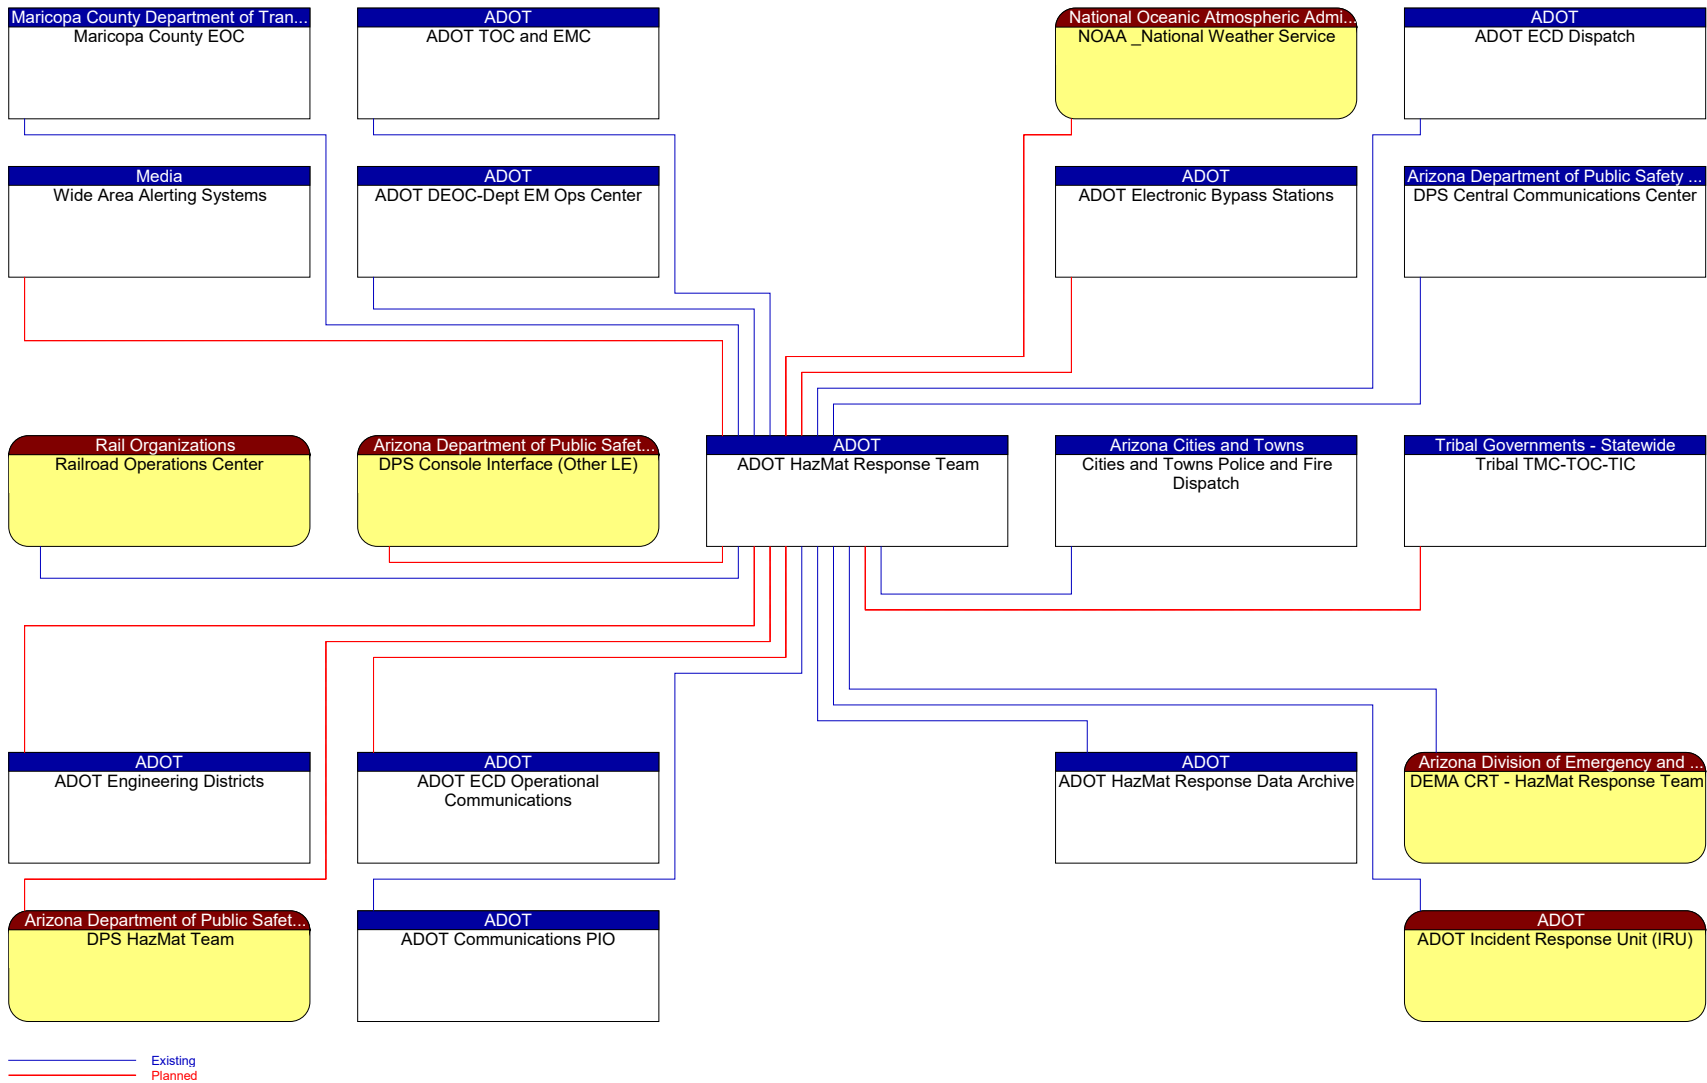 Maricopa County Department of Tran...
Maricopa County EOC
ADOT
ADOT TOC and EMC
National Oceanic Atmospheric Admi...
NOAA _National Weather Service
ADOT
ADOT ECD Dispatch
Media
Wide Area Alerting Systems
ADOT
ADOT DEOC-Dept EM Ops Center
ADOT
ADOT Electronic Bypass Stations
Arizona Department of Public Safety ...
DPS Central Communications Center
Rail Organizations
Railroad Operations Center
Arizona Department of Public Safet...
DPS Console Interface (Other LE)
ADOT
ADOT HazMat Response Team
Arizona Cities and Towns
Cities and Towns Police and Fire
Dispatch
Tribal Governments - Statewide
Tribal TMC-TOC-TIC
ADOT
ADOT Engineering Districts
ADOT
ADOT ECD Operational
Communications
ADOT
ADOT HazMat Response Data Archive
Arizona Division of Emergency and ...
DEMA CRT - HazMat Response Team
Arizona Department of Public Safet...
DPS HazMat Team
ADOT
ADOT Communications PIO
ADOT
ADOT Incident Response Unit (IRU)
Existing
Planned